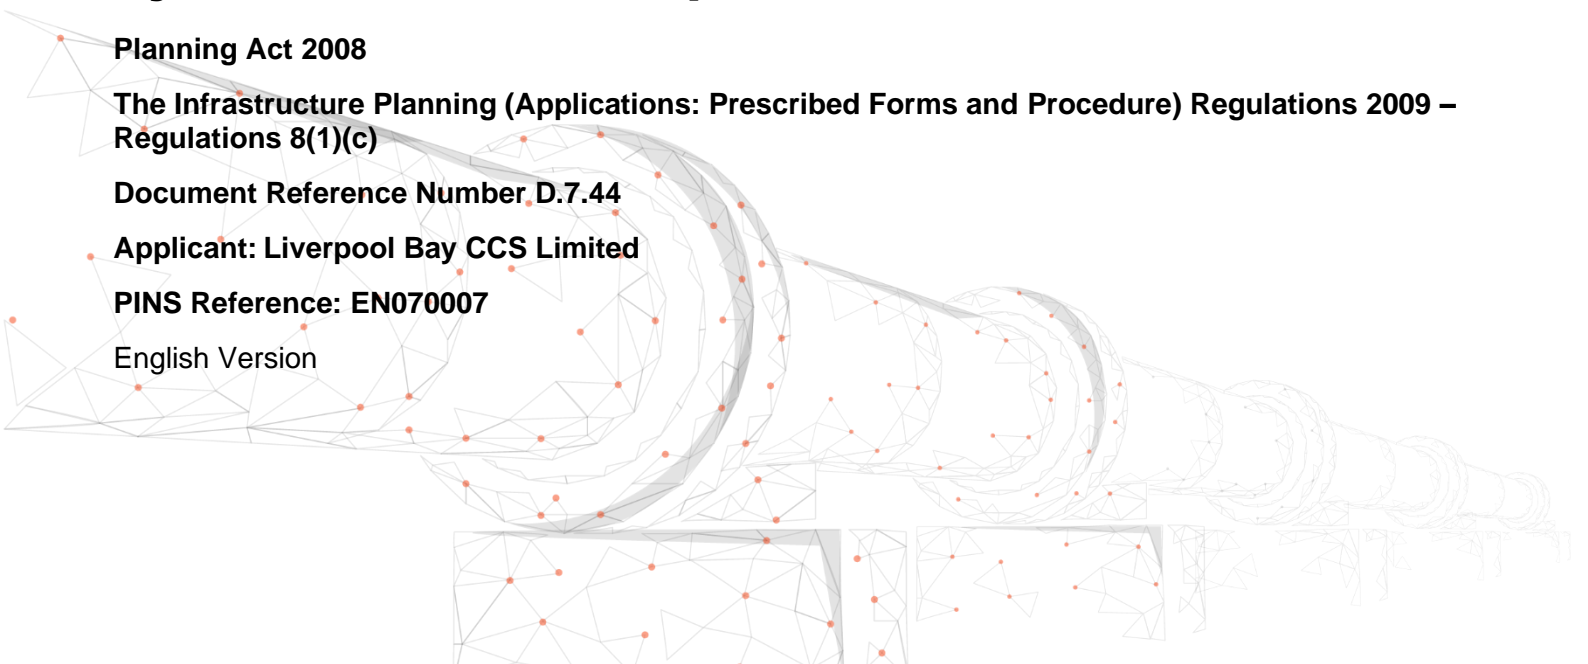 Planning Act 2008
The Infrastructure Planning (Applications: Prescribed Forms and Procedure) Regulations 2009 –
Regulations 8(1)(c)
Document Reference Number D.7.44
Applicant: Liverpool Bay CCS Limited
PINS Reference: EN070007
English Version